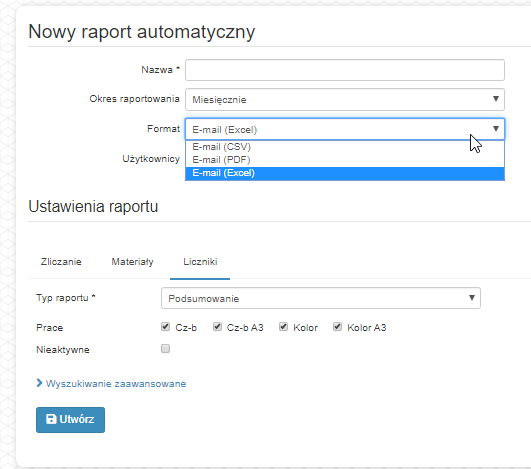 Nowy raport automatyczny
Nazwa *
Okres raportowania Miesięcznie
Format E-mail (Excel)
E-mail (CSV)
Użytkownicy E-mail (PDF)
E-mail (Excel)
Ustawienia raportu
Zliczanie Materiały Liczniki
Typ raportu * Podsumowanie
Prace Cz-b Cz-b A3 Kolor Kolor A3
Nieaktywne
Wyszukiwanie zaawansowane
Utwórz